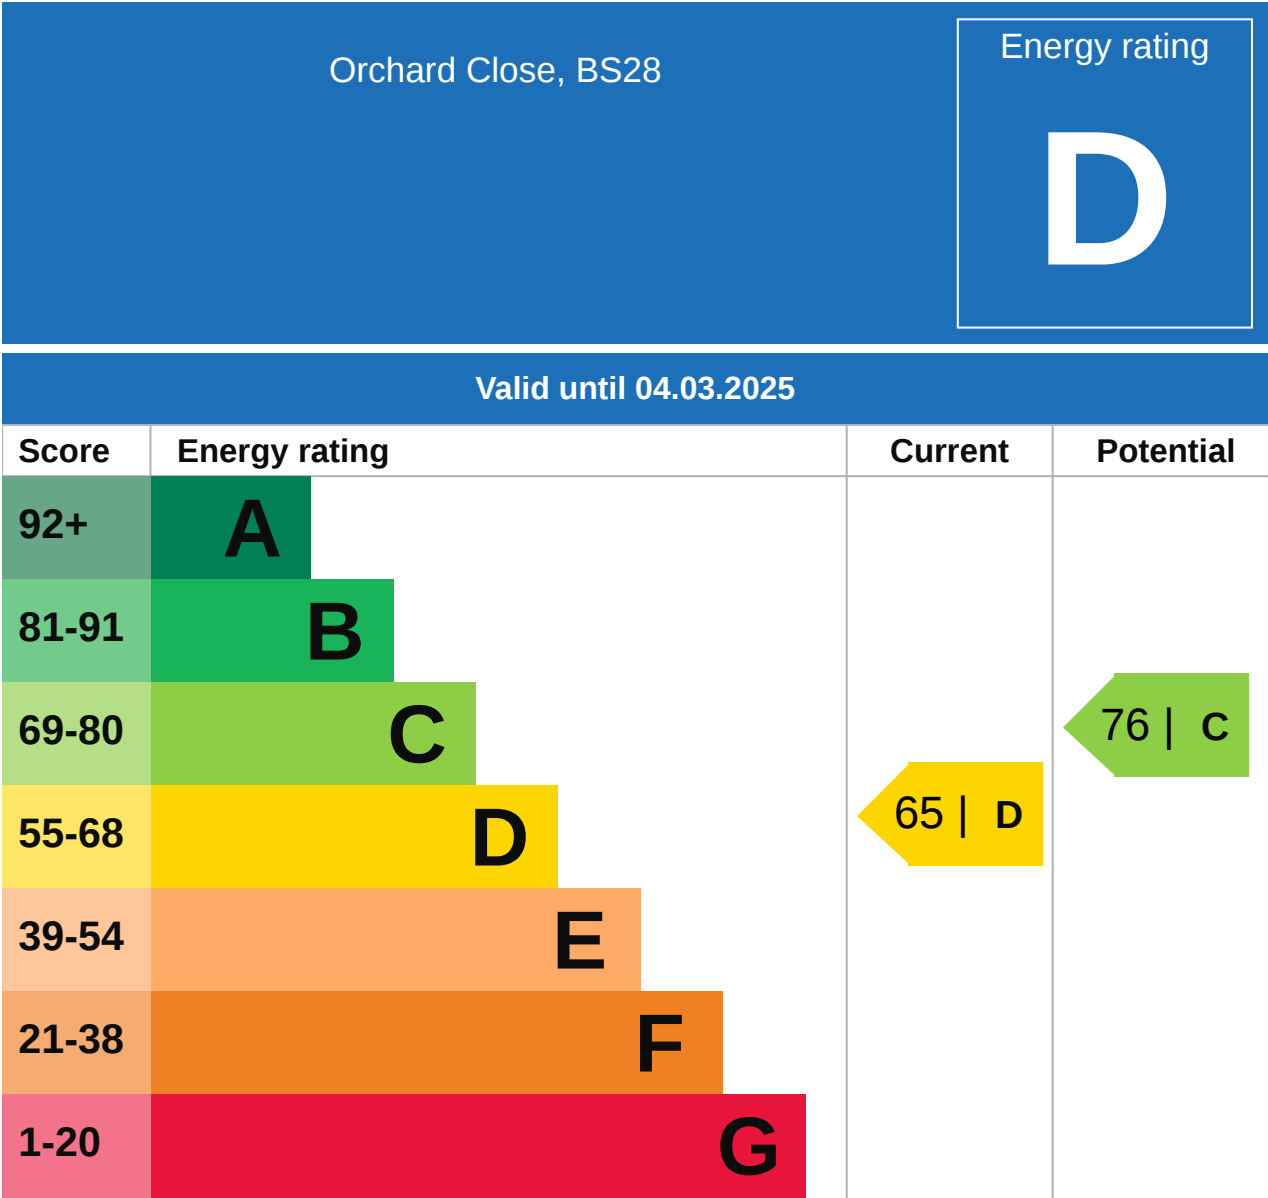 Orchard Close, BS28
Energy rating
D
Valid until 04.03.2025
Score Energy rating Current Potential
92+ A
81-91 B
69-80 C 76 | C
55-68 D 65 | D
39-54 E
21-38 F
1-20 G